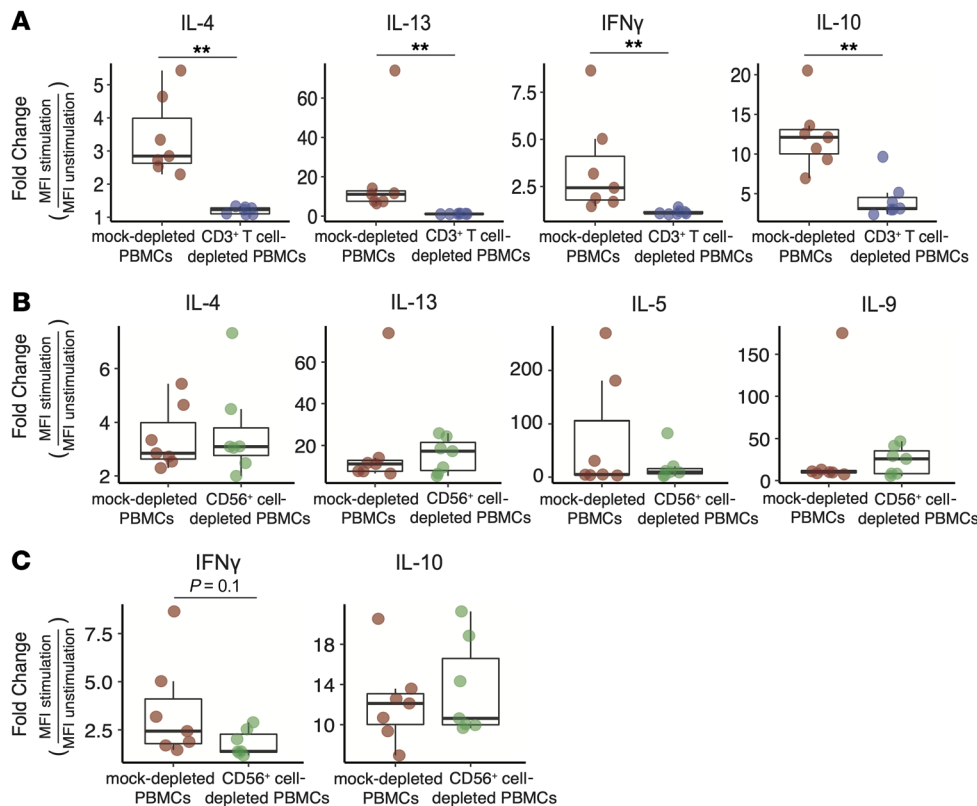 A
IL-4
IL-13
IFNγ
IL-10
**
**
**
**
Fold Change
( MFI stimulation / MFI unstimulation )
5
4
3
2
1
60
40
20
0
7.5
5.0
2.5
20
15
10
5
mock-depleted PBMCs
CD3⁺ T cell-depleted PBMCs
mock-depleted PBMCs
CD3⁺ T cell-depleted PBMCs
mock-depleted PBMCs
CD3⁺ T cell-depleted PBMCs
mock-depleted PBMCs
CD3⁺ T cell-depleted PBMCs
B
IL-4
IL-13
IL-5
IL-9
Fold Change
( MFI stimulation / MFI unstimulation )
6
4
2
60
40
20
200
100
0
150
100
50
0
mock-depleted PBMCs
CD56⁺ cell-depleted PBMCs
mock-depleted PBMCs
CD56⁺ cell-depleted PBMCs
mock-depleted PBMCs
CD56⁺ cell-depleted PBMCs
mock-depleted PBMCs
CD56⁺ cell-depleted PBMCs
C
IFNγ
IL-10
P = 0.1
Fold Change
( MFI stimulation / MFI unstimulation )
7.5
5.0
2.5
18
14
10
mock-depleted PBMCs
CD56⁺ cell-depleted PBMCs
mock-depleted PBMCs
CD56⁺ cell-depleted PBMCs